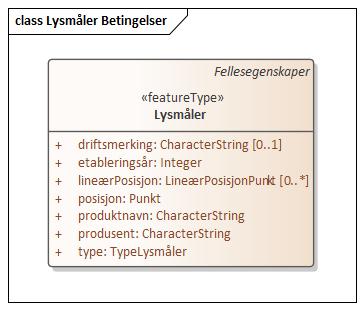 class Lysmåler Betingelser
Fellesegenskaper
«featureType»
Lysmåler
+ driftsmerking: CharacterString [0..1]
+ etableringsår: Integer
+ lineærPosisjon: LineærPosisjonPunkt [0..*]
+ posisjon: Punkt
+ produktnavn: CharacterString
+ produsent: CharacterString
+ type: TypeLysmåler